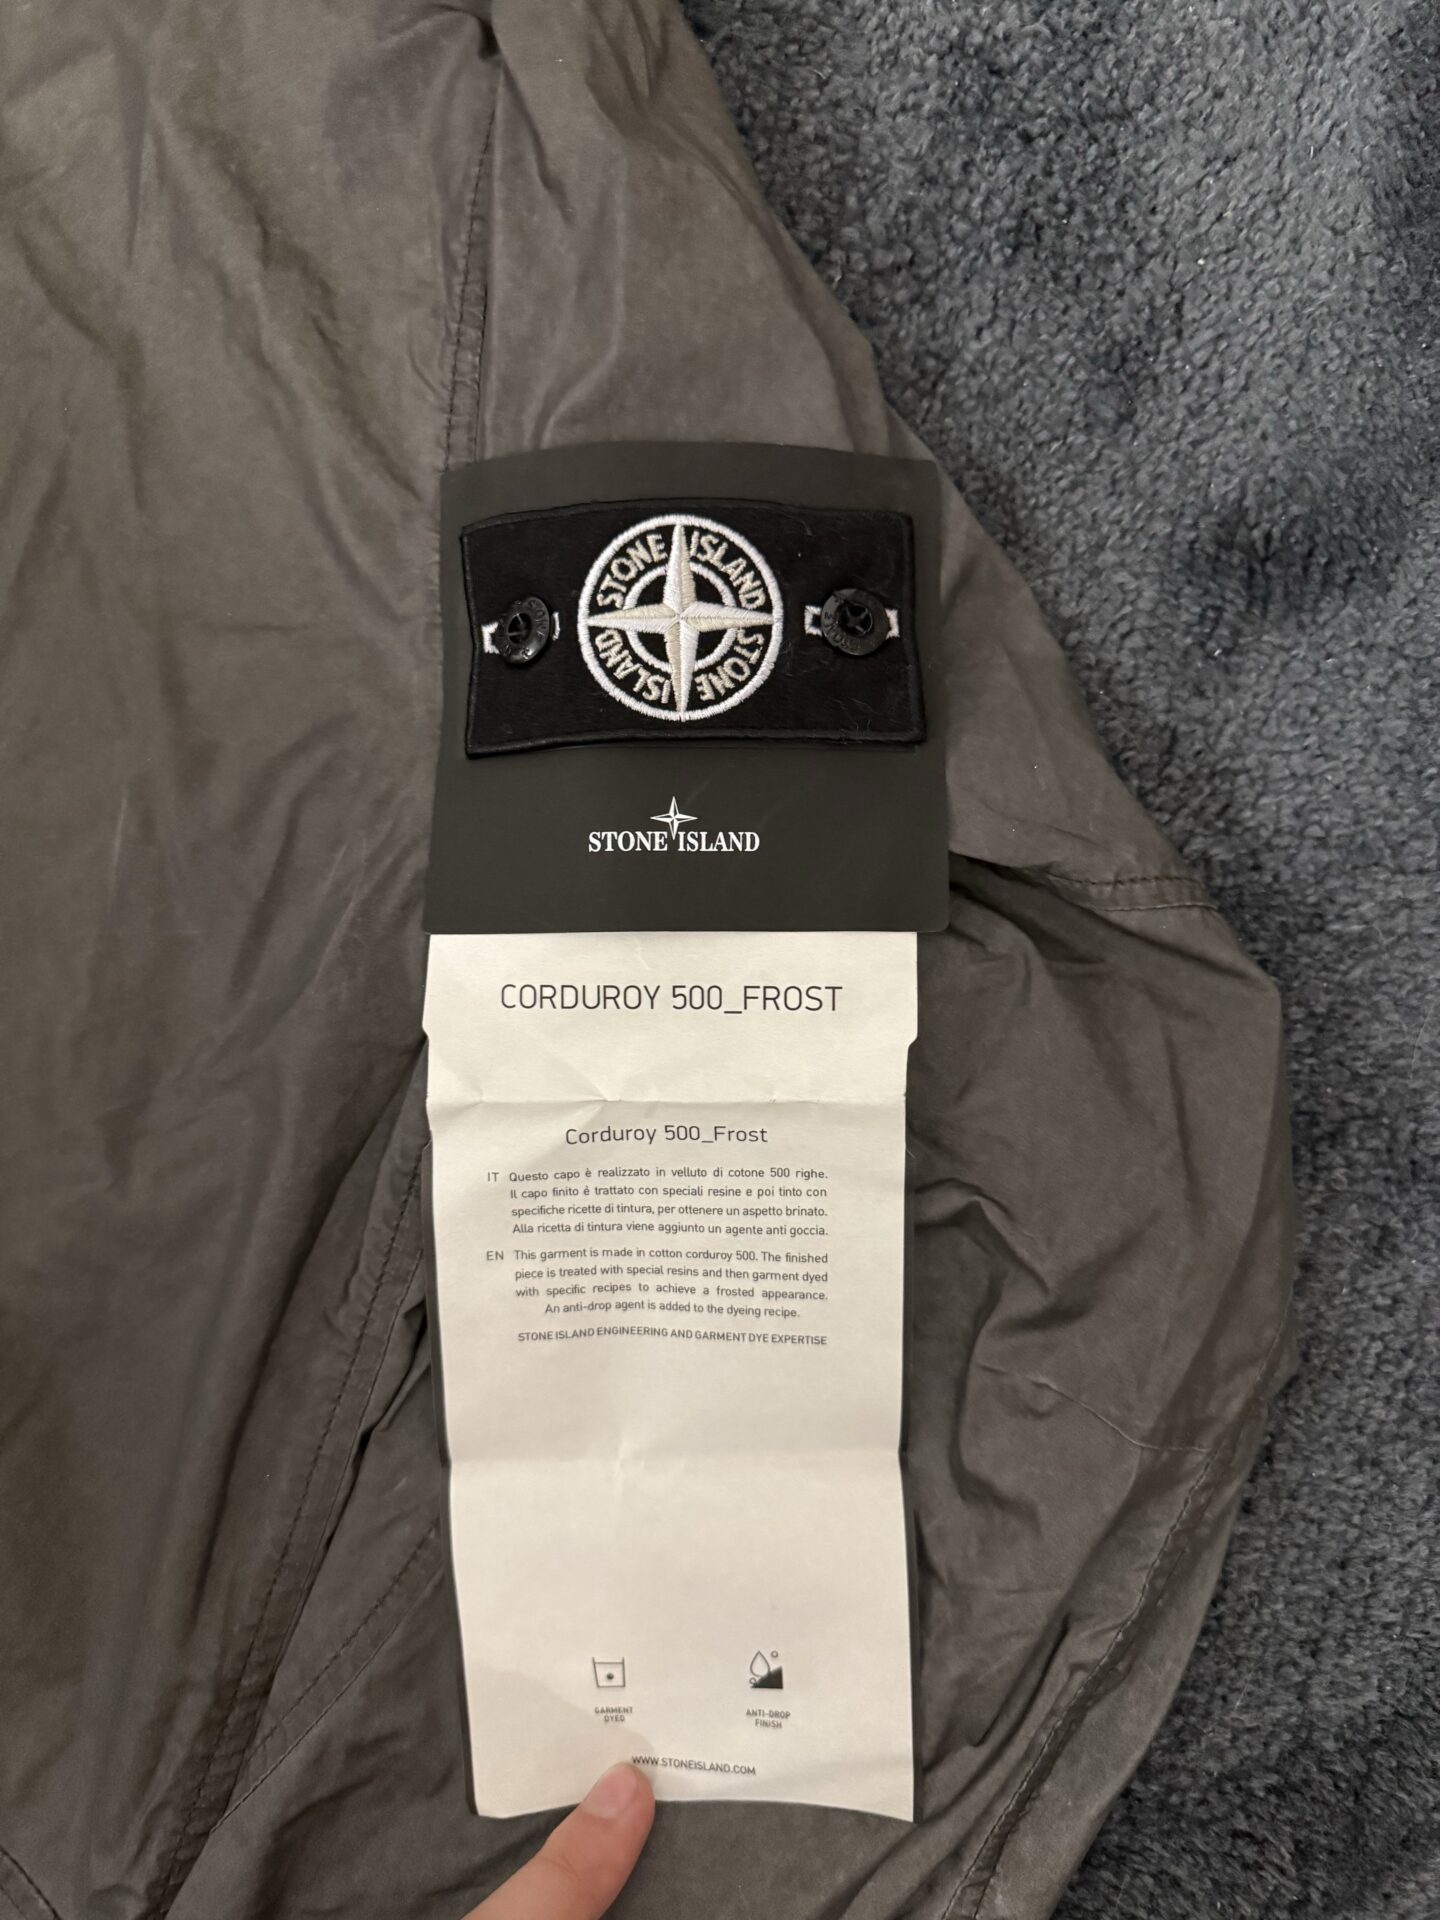 STONE ISLAND
STONE ISLAND
STONE ISLAND
CORDUROY 500_FROST
Corduroy 500_Frost
IT Questo capo è realizzato in velluto di cotone 500 righe.
Il capo finito è trattato con speciali resine e poi tinto con
specifiche ricette di tintura, per ottenere un aspetto brinato.
Alla ricetta di tintura viene aggiunto un agente anti goccia.
EN This garment is made in cotton corduroy 500. The finished
piece is treated with special resins and then garment dyed
with specific recipes to achieve a frosted appearance.
An anti-drop agent is added to the dyeing recipe.
STONE ISLAND ENGINEERING AND GARMENT DYE EXPERTISE
GARMENT
DYED
ANTI-DROP
FINISH
WWW.STONEISLAND.COM